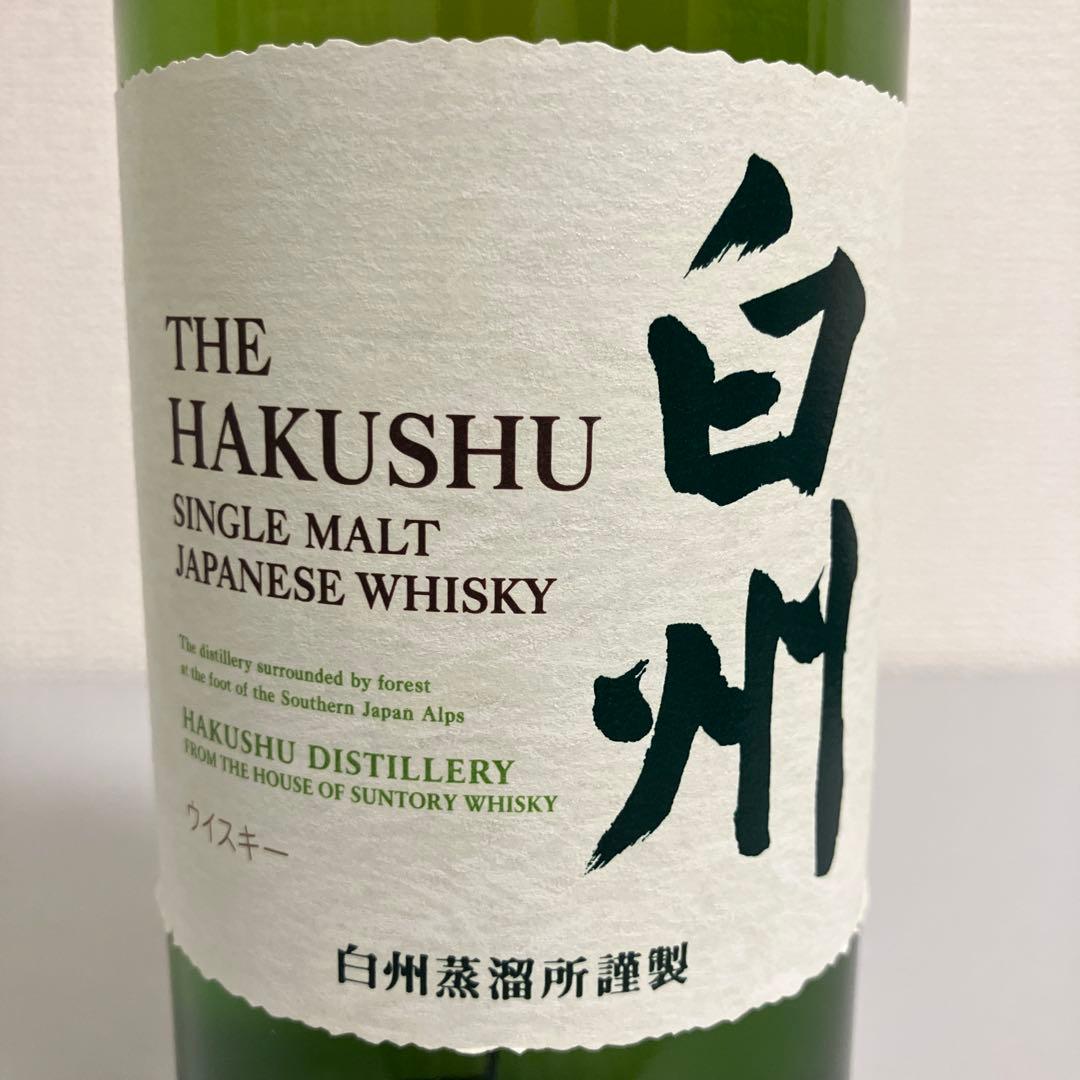 白州
THE
HAKUSHU
SINGLE MALT
JAPANESE WHISKY
The distillery surrounded by forest
at the foot of the Southern Japan Alps
HAKUSHU DISTILLERY
FROM THE HOUSE OF SUNTORY WHISKY
ウイスキー
白州蒸溜所謹製